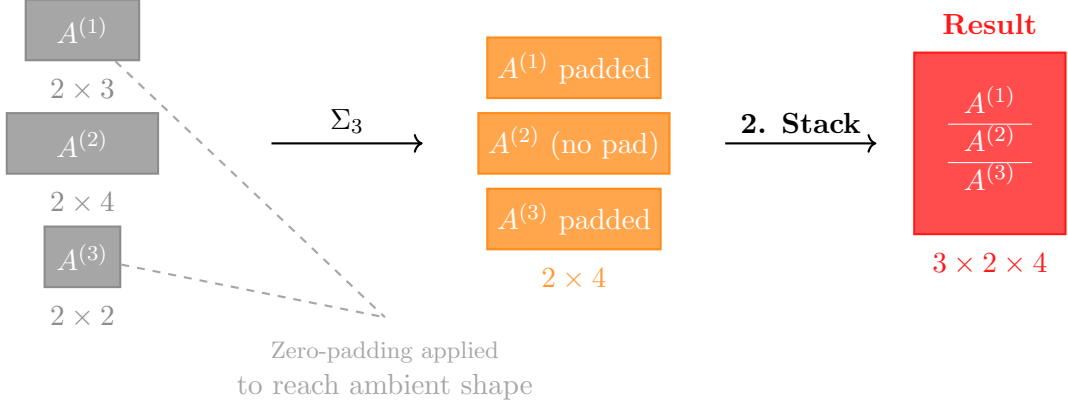 A^{(1)}
2 × 3
A^{(2)}
2 × 4
A^{(3)}
2 × 2
Zero-padding applied
to reach ambient shape
Σ_3
A^{(1)} padded
A^{(2)} (no pad)
A^{(3)} padded
2 × 4
2. Stack
Result
A^{(1)}
A^{(2)}
A^{(3)}
3 × 2 × 4